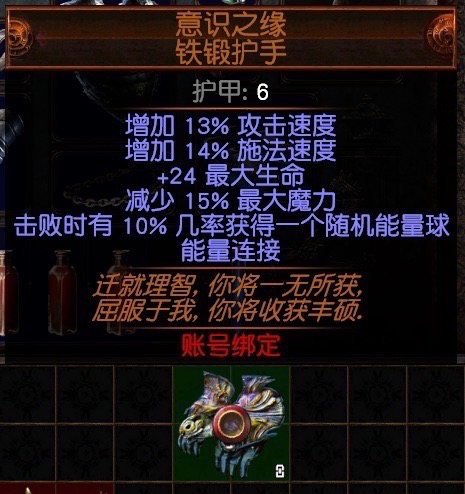 意识之缘
铁锻护手
护甲: 6
增加 13% 攻击速度
增加 14% 施法速度
+24 最大生命
减少 15% 最大魔力
击败时有 10% 几率获得一个随机能量球
能量连接
迁就理智, 你将一无所获,
屈服于我, 你将收获丰硕.
账号绑定